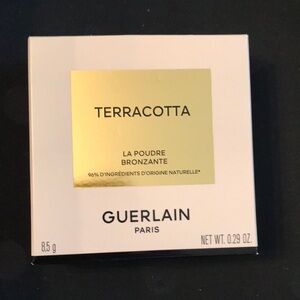 TERRACOTTA
LA POUDRE
BRONZANTE
96% D'INGRÉDIENTS D'ORIGINE NATURELLE*
GUERLAIN
PARIS
8,5 g
NET WT. 0.29 OZ.